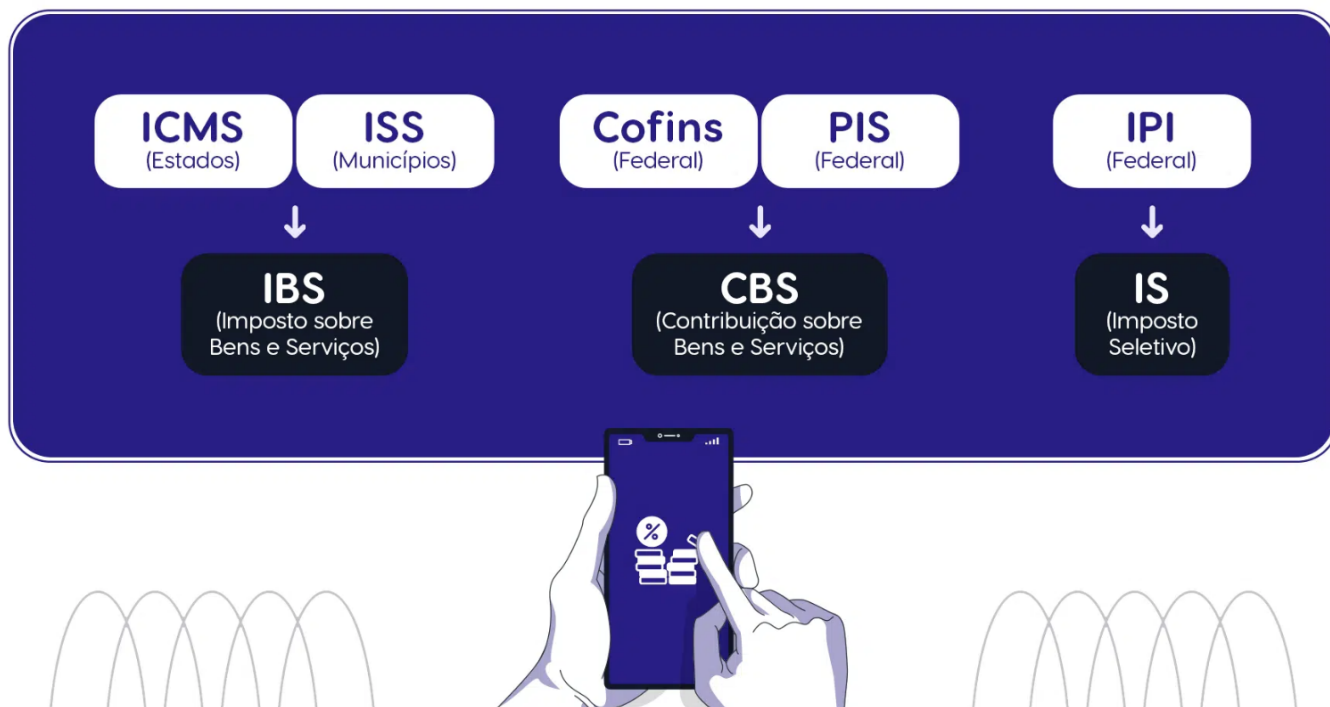 ICMS
(Estados)
ISS
(Municípios)
Cofins
(Federal)
PIS
(Federal)
IPI
(Federal)
IBS
(Imposto sobre
Bens e Serviços)
CBS
(Contribuição sobre
Bens e Serviços)
IS
(Imposto
Seletivo)
%